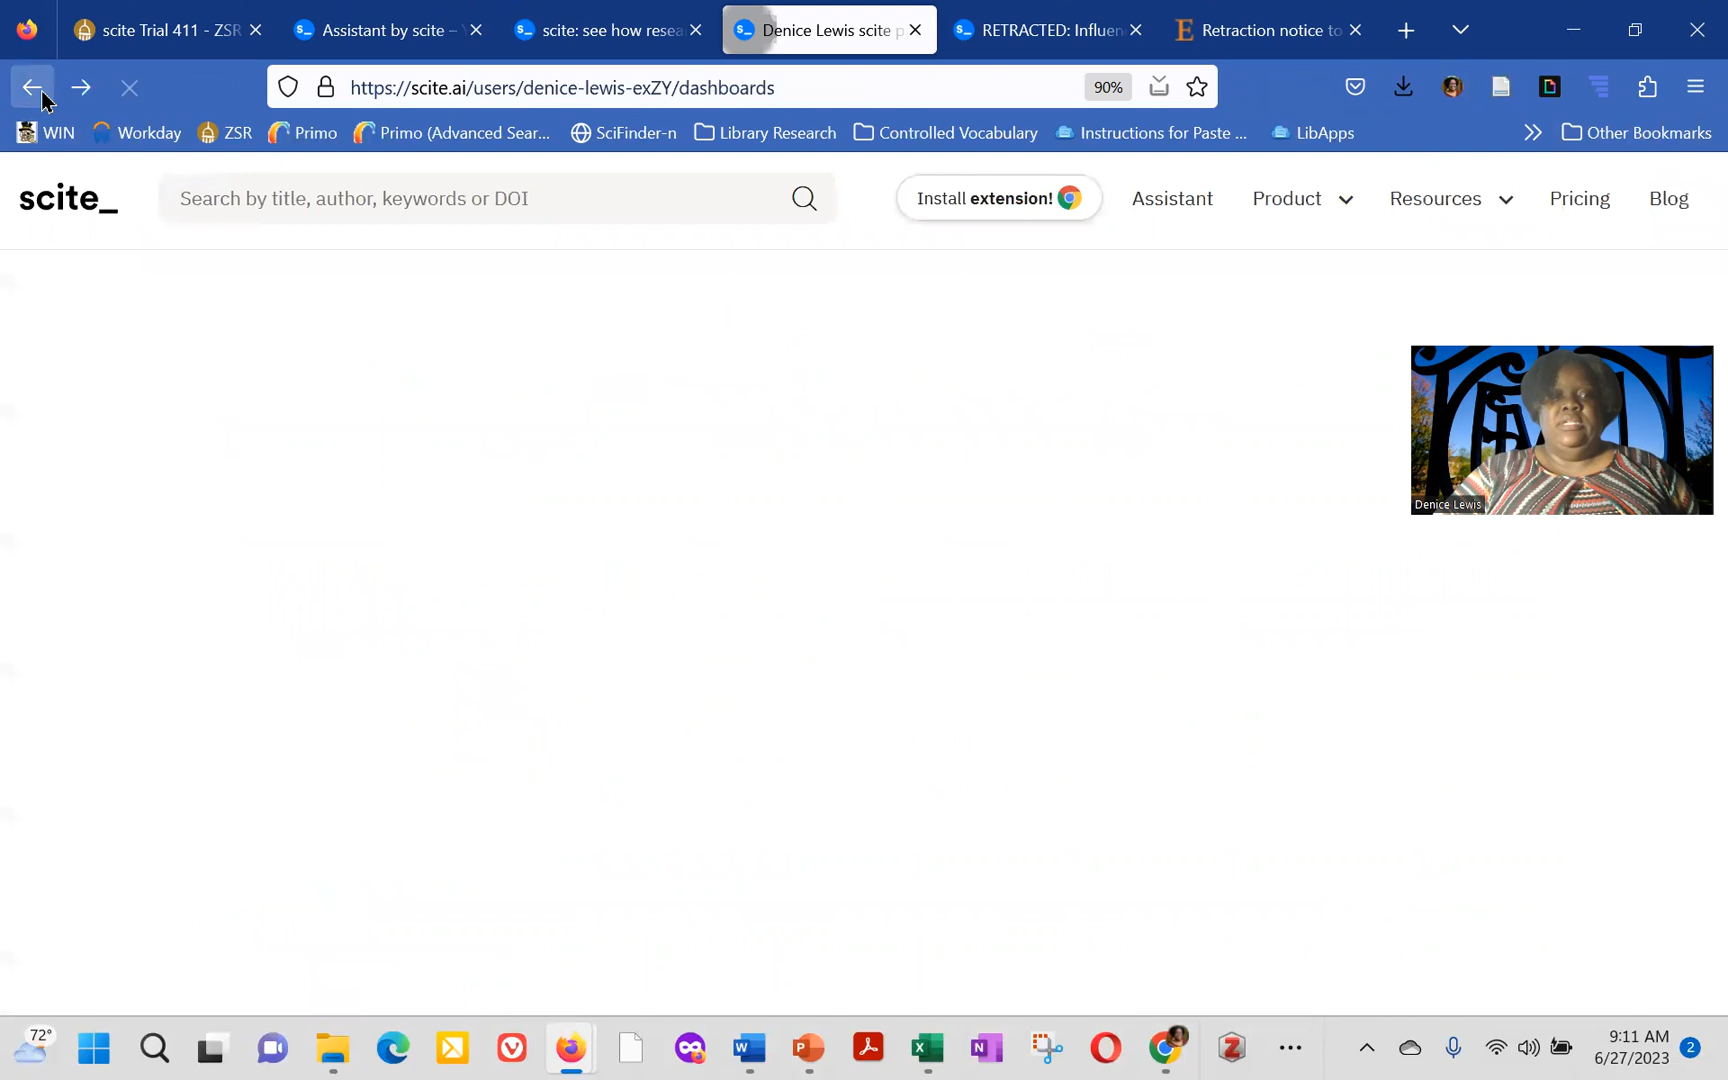 scite Trial 411 - ZSR
Assistant by scite –
scite: see how resea
Denice Lewis scite p
RETRACTED: Influen
Retraction notice to
https://scite.ai/users/denice-lewis-exZY/dashboards
90%
WIN
Workday
ZSR
Primo
Primo (Advanced Sear...
SciFinder-n
Library Research
Controlled Vocabulary
Instructions for Paste ...
LibApps
Other Bookmarks
scite_
Search by title, author, keywords or DOI
Install extension!
Assistant
Product
Resources
Pricing
Blog
Denice Lewis
72°
9:11 AM
6/27/2023
2